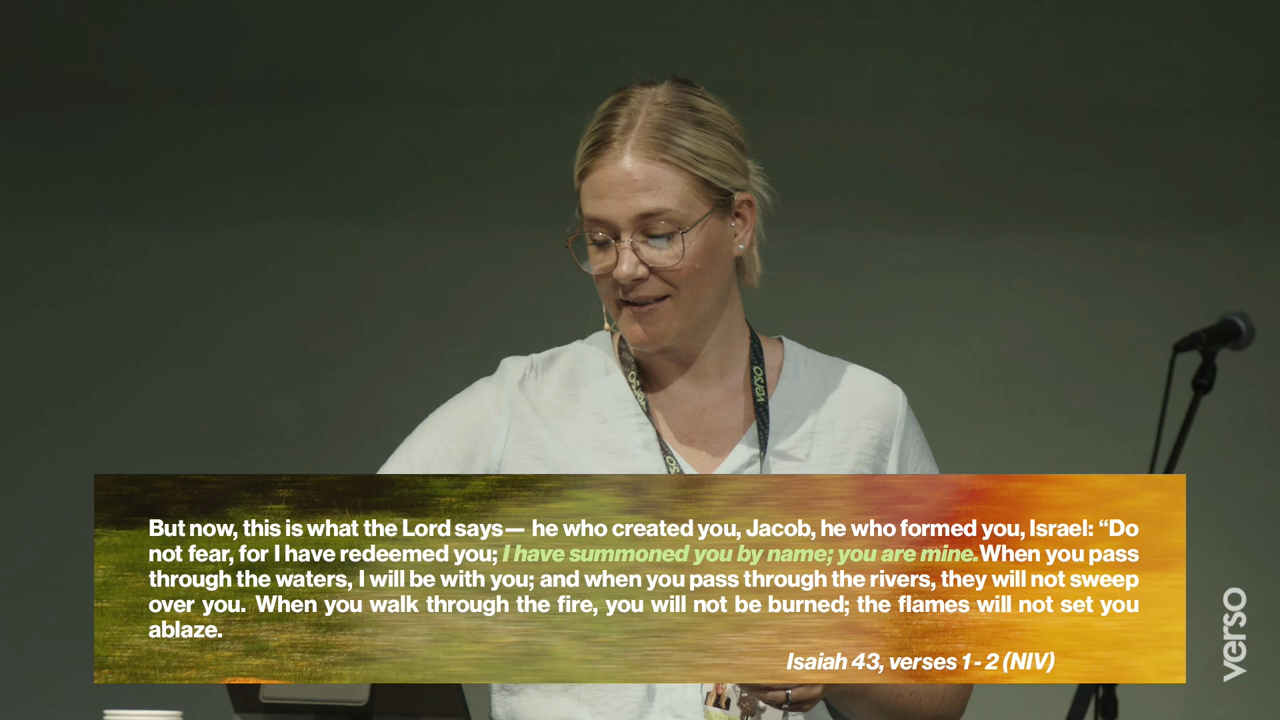 verso
But now, this is what the Lord says— he who created you, Jacob, he who formed you, Israel: “Do
not fear, for I have redeemed you; I have summoned you by name; you are mine.When you pass
through the waters, I will be with you; and when you pass through the rivers, they will not sweep
over you. When you walk through the fire, you will not be burned; the flames will not set you
ablaze.
Isaiah 43, verses 1 - 2 (NIV)
verso